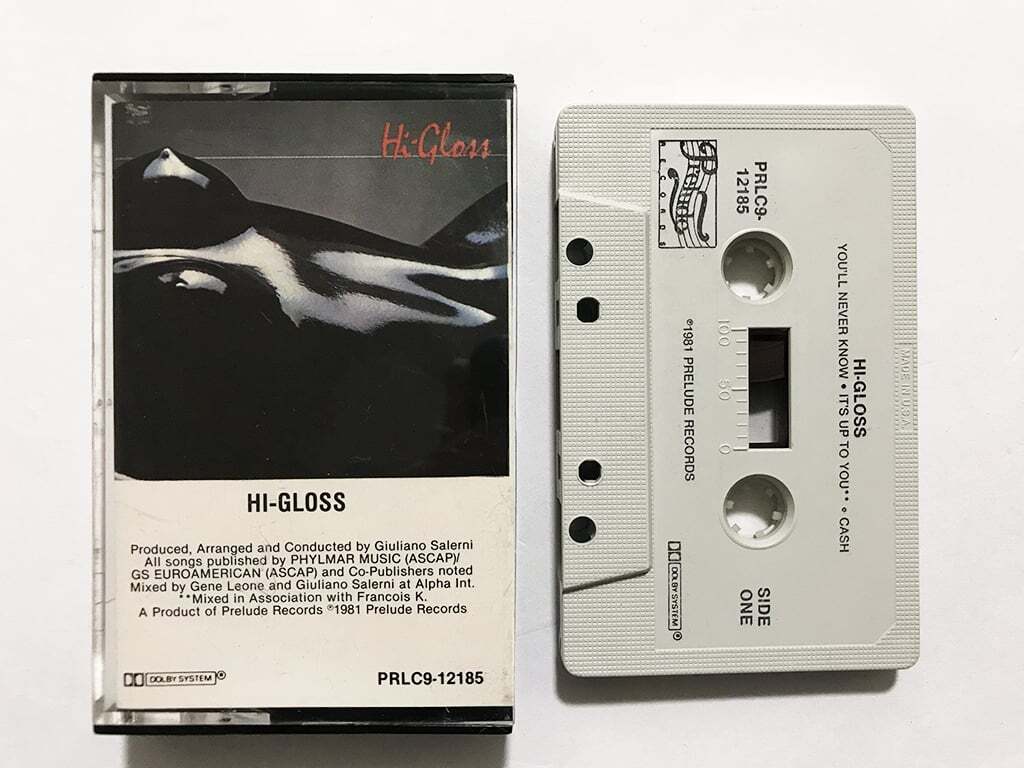 Hi-Gloss
HI-GLOSS
Produced, Arranged and Conducted by Giuliano Salerni
All songs published by PHYLMAR MUSIC (ASCAP)/
GS EUROAMERICAN (ASCAP) and Co-Publishers noted
Mixed by Gene Leone and Giuliano Salerni at Alpha Int.
**Mixed in Association with Francois K.
A Product of Prelude Records ℗1981 Prelude Records
DOLBY SYSTEM®
PRLC9-12185
MADE IN U.S.A.
HI-GLOSS
YOU'LL NEVER KNOW • IT'S UP TO YOU** • CASH
PRLC9-
12185
SIDE
ONE
100 50 0
Prelude
RECORDS
℗1981 PRELUDE RECORDS
DOLBY SYSTEM®